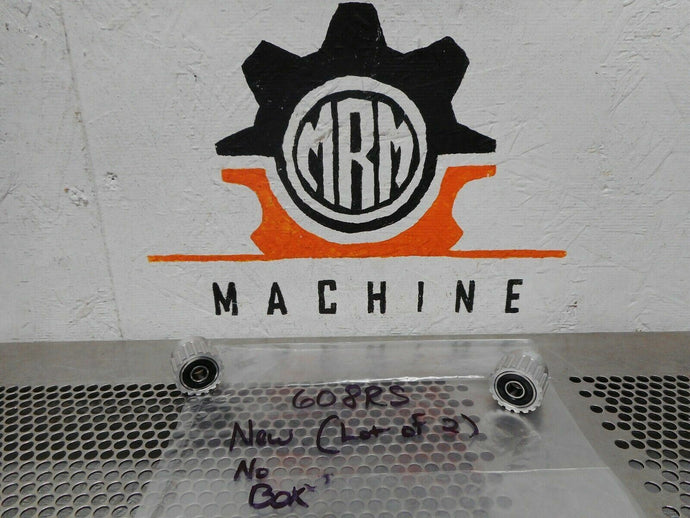 MRM
MACHINE
608RS
New (Lot of 2)
No
Box